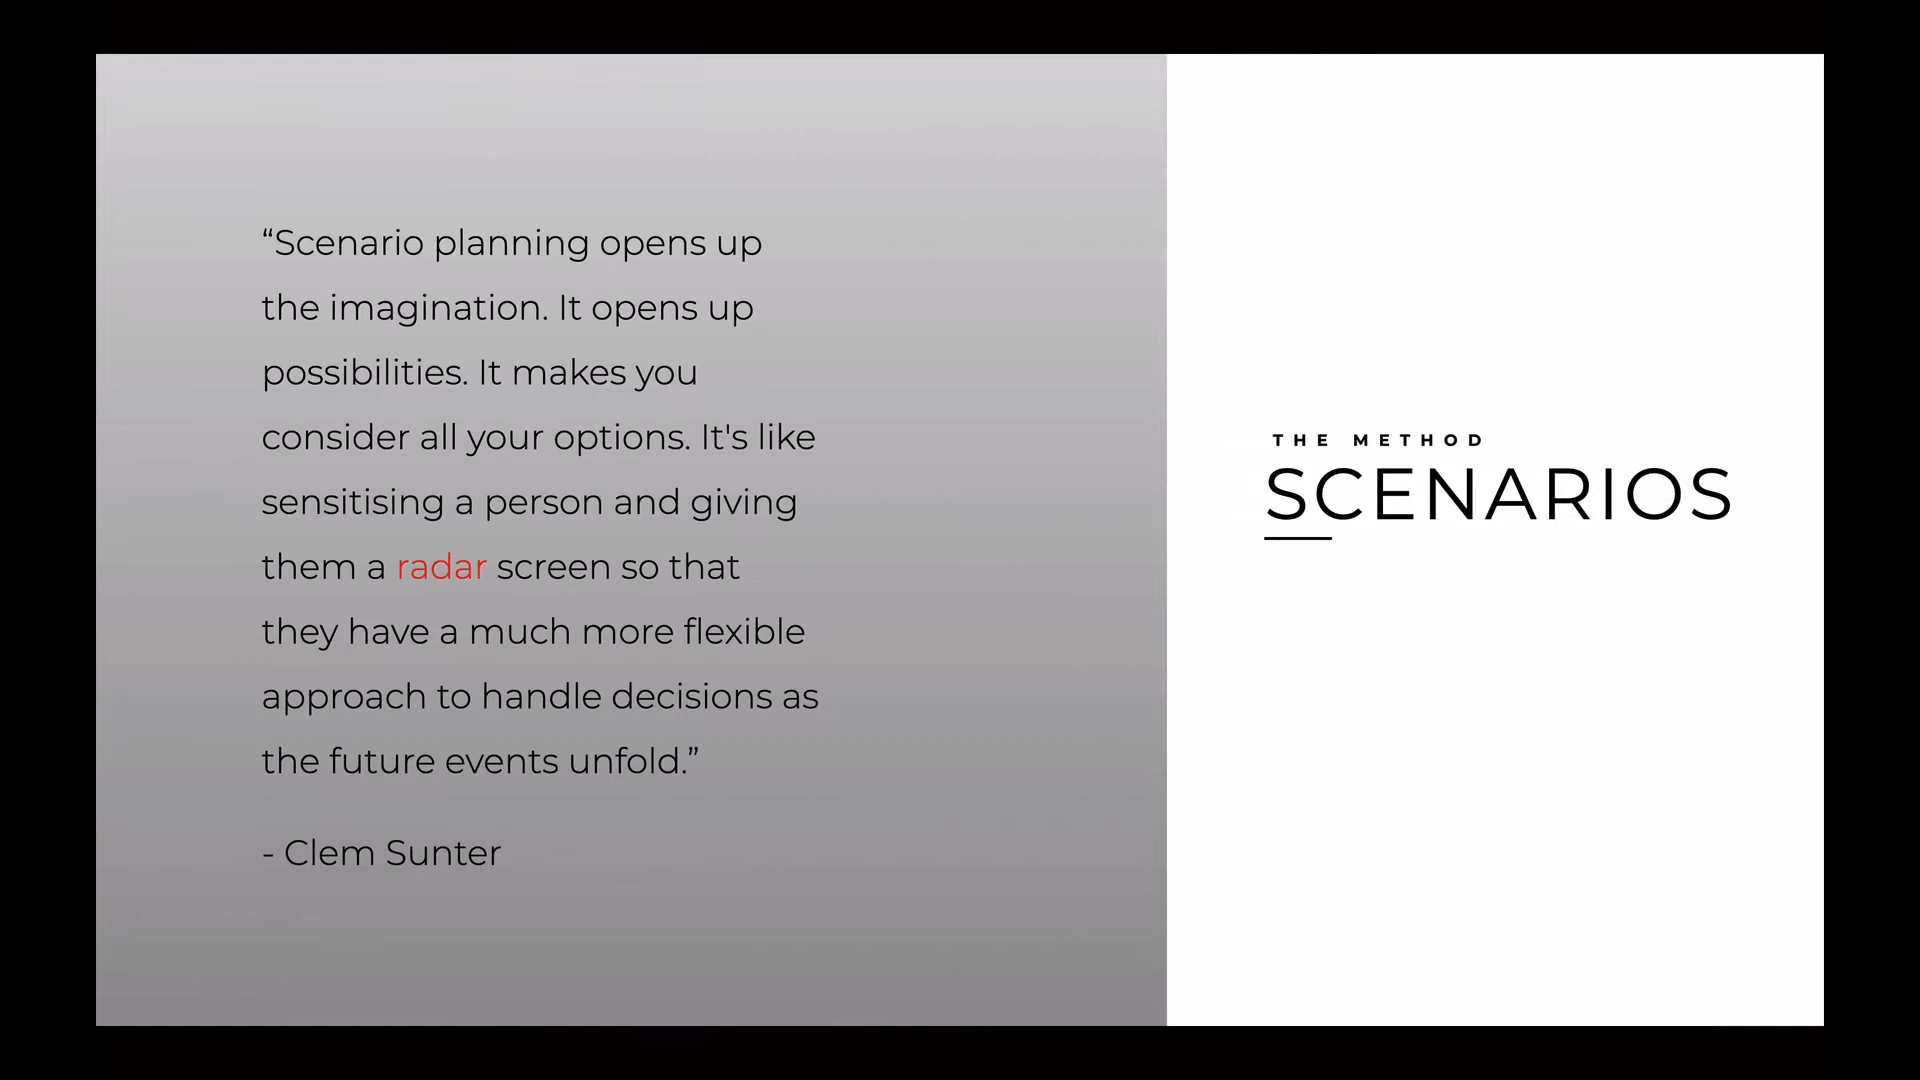 “Scenario planning opens up
the imagination. It opens up
possibilities. It makes you
consider all your options. It's like
sensitising a person and giving
them a radar screen so that
they have a much more flexible
approach to handle decisions as
the future events unfold.”
- Clem Sunter
THE METHOD
SCENARIOS